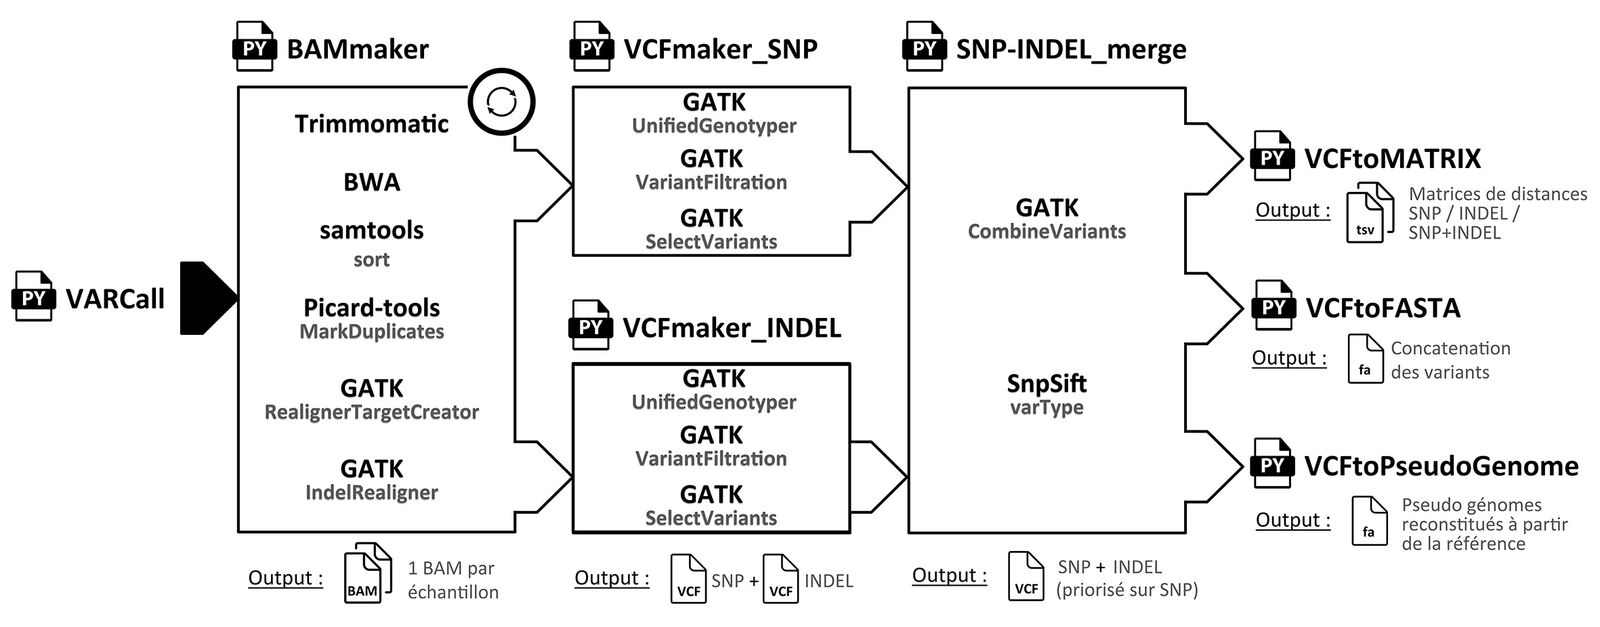 PY VARCall
PY BAMmaker
Trimmomatic
BWA
samtools
sort
Picard-tools
MarkDuplicates
GATK
RealignerTargetCreator
GATK
IndelRealigner
Output :
BAM
1 BAM par
échantillon
PY VCFmaker_SNP
GATK
UnifiedGenotyper
GATK
VariantFiltration
GATK
SelectVariants
PY VCFmaker_INDEL
GATK
UnifiedGenotyper
GATK
VariantFiltration
GATK
SelectVariants
Output : VCF SNP + VCF INDEL
PY SNP-INDEL_merge
GATK
CombineVariants
SnpSift
varType
Output :
VCF
SNP + INDEL
(priorisé sur SNP)
PY VCFtoMATRIX
Output :
tsv
Matrices de distances
SNP / INDEL /
SNP+INDEL
PY VCFtoFASTA
Output :
fa
Concatenation
des variants
PY VCFtoPseudoGenome
Output :
fa
Pseudo génomes
reconstitués à partir
de la référence